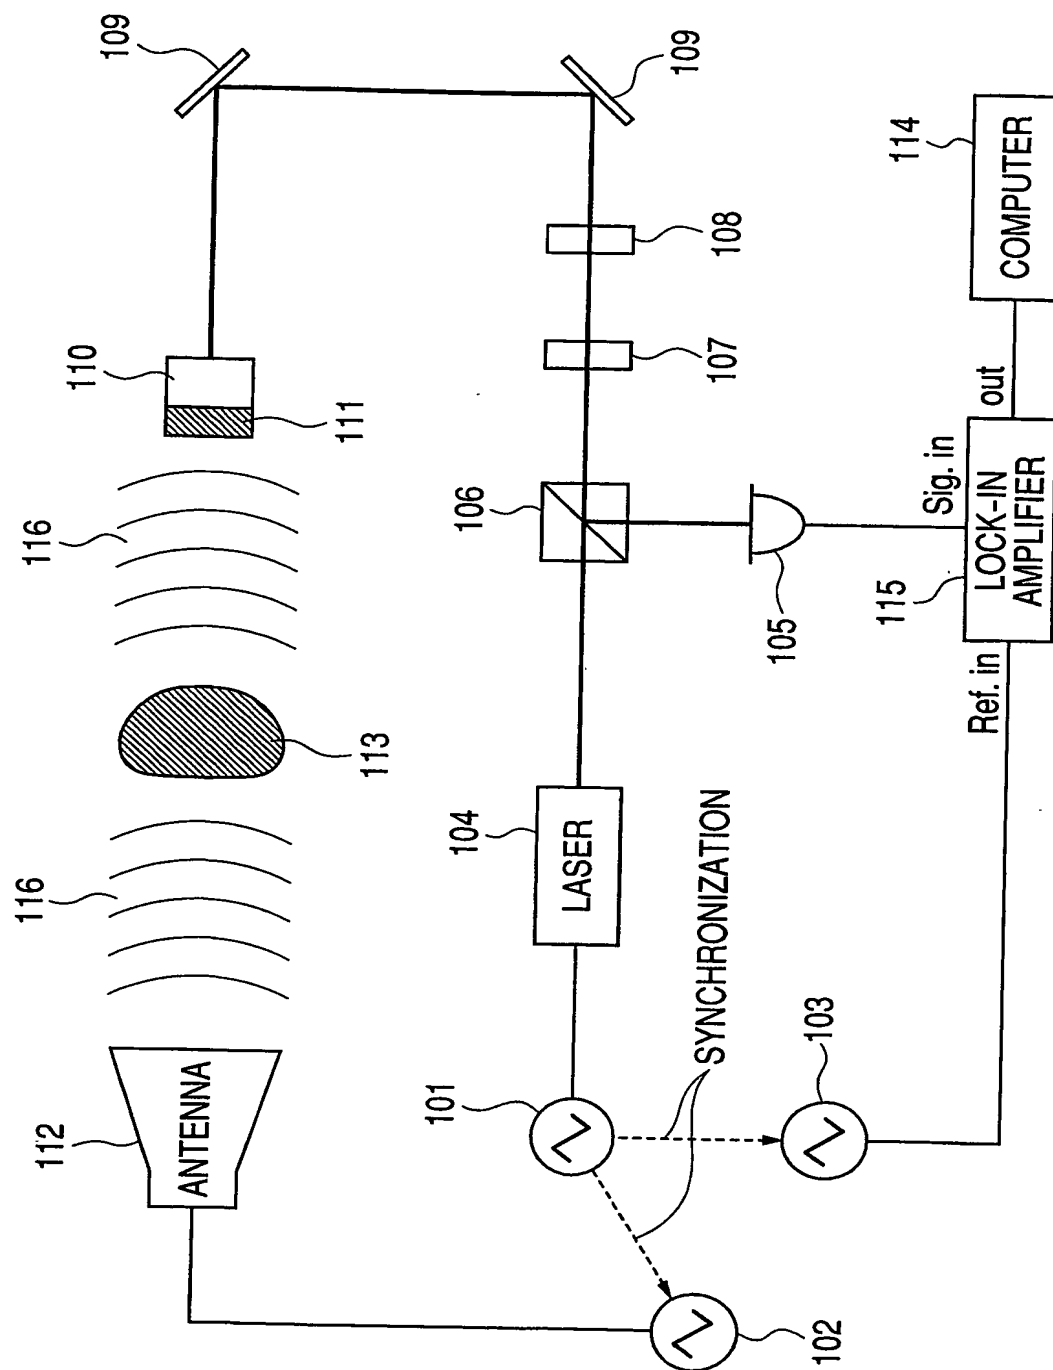 109
109
110
111
116
113
116
112
ANTENNA
108
107
106
104
LASER
105
101
SYNCHRONIZATION
103
102
114
COMPUTER
out
Sig. in
115
LOCK-IN
AMPLIFIER
Ref. in